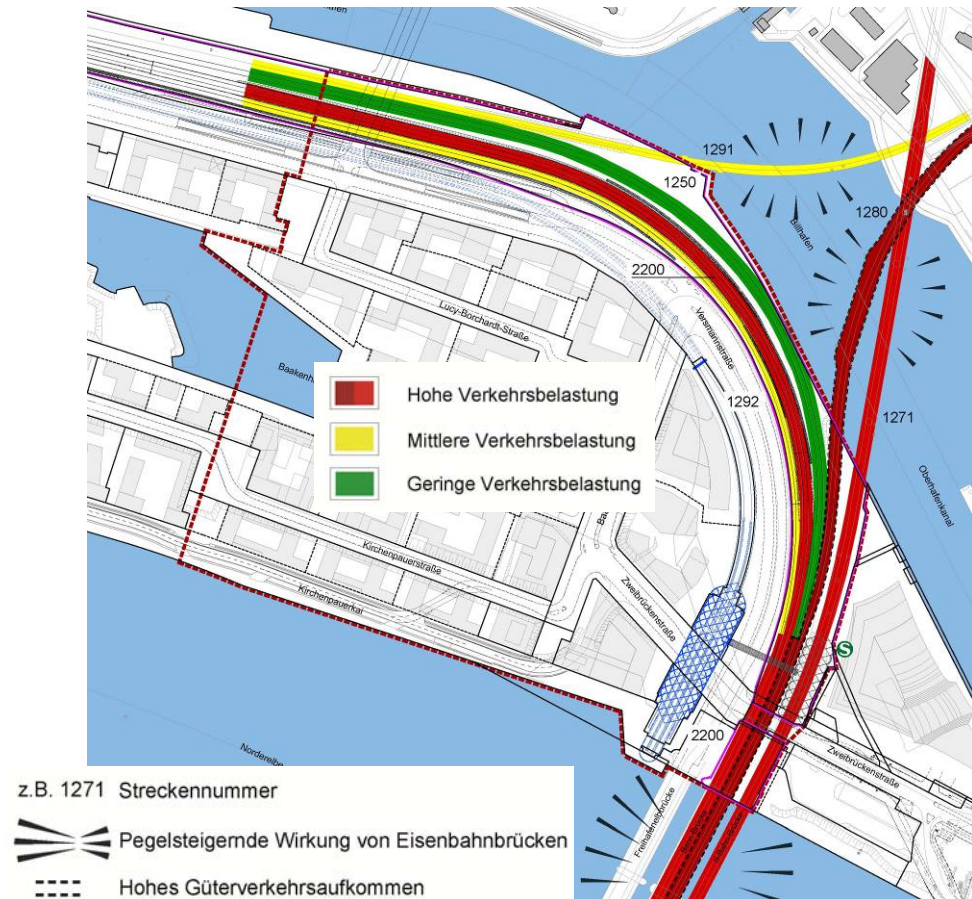 1291
1250
1280
Billhafen
2200
Versmannstraße
Lucy-Borchardt-Straße
1292
1271
Oberhafenkanal
Hohe Verkehrsbelastung
Mittlere Verkehrsbelastung
Geringe Verkehrsbelastung
Kirchenpauerstraße
Kirchenpauerkai
Zweibrückenstraße
S
2200
Zweibrückenstraße
Norderelbe
Freihafenelbbrücke
z.B. 1271 Streckennummer
Pegelsteigernde Wirkung von Eisenbahnbrücken
Hohes Güterverkehrsaufkommen